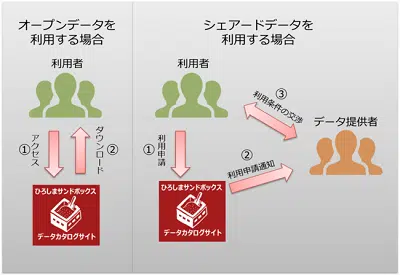 オープンデータを
利用する場合
利用者
①
アクセス
ダウンロード
②
ひろしまサンドボックス
データカタログサイト
シェアードデータを
利用する場合
利用者
③
利用条件の交渉
データ提供者
①
利用申請
②
利用申請通知
ひろしまサンドボックス
データカタログサイト